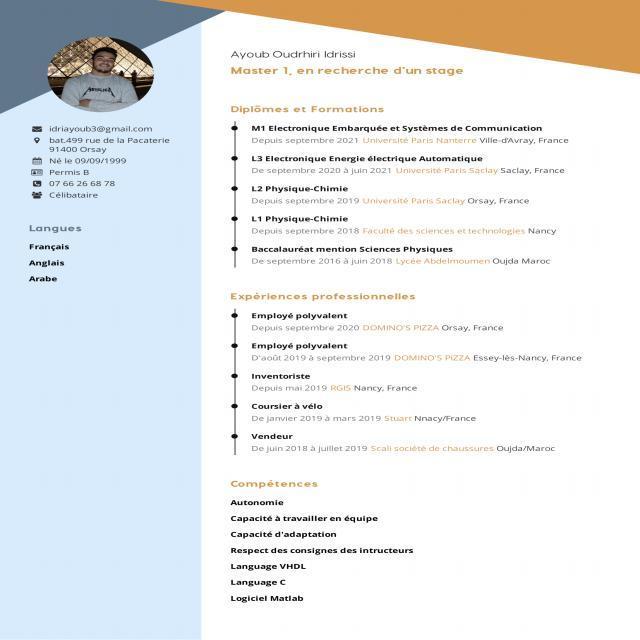 Ayoub Oudrhiri Idrissi
Master 1, en recherche d'un stage
METALLICA
idriayoub3@gmail.com
bat.499 rue de la Pacaterie
91400 Orsay
Né le 09/09/1999
Permis B
07 66 26 68 78
Célibataire
Langues
Français
Anglais
Arabe
Diplômes et Formations
M1 Electronique Embarquée et Systèmes de Communication
Depuis septembre 2021 Université Paris Nanterre Ville-d'Avray, France
L3 Electronique Energie électrique Automatique
De septembre 2020 à juin 2021 Université Paris Saclay Saclay, France
L2 Physique-Chimie
Depuis septembre 2019 Université Paris Saclay Orsay, France
L1 Physique-Chimie
Depuis septembre 2018 Faculté des sciences et technologies Nancy
Baccalauréat mention Sciences Physiques
De septembre 2016 à juin 2018 Lycée Abdelmoumen Oujda Maroc
Expériences professionnelles
Employé polyvalent
Depuis septembre 2020 DOMINO'S PIZZA Orsay, France
Employé polyvalent
D'août 2019 à septembre 2019 DOMINO'S PIZZA Essey-lès-Nancy, France
Inventoriste
Depuis mai 2019 RGIS Nancy, France
Coursier à vélo
De janvier 2019 à mars 2019 Stuart Nnacy/France
Vendeur
De juin 2018 à juillet 2019 Scali société de chaussures Oujda/Maroc
Compétences
Autonomie
Capacité à travailler en équipe
Capacité d'adaptation
Respect des consignes des intructeurs
Language VHDL
Language C
Logiciel Matlab